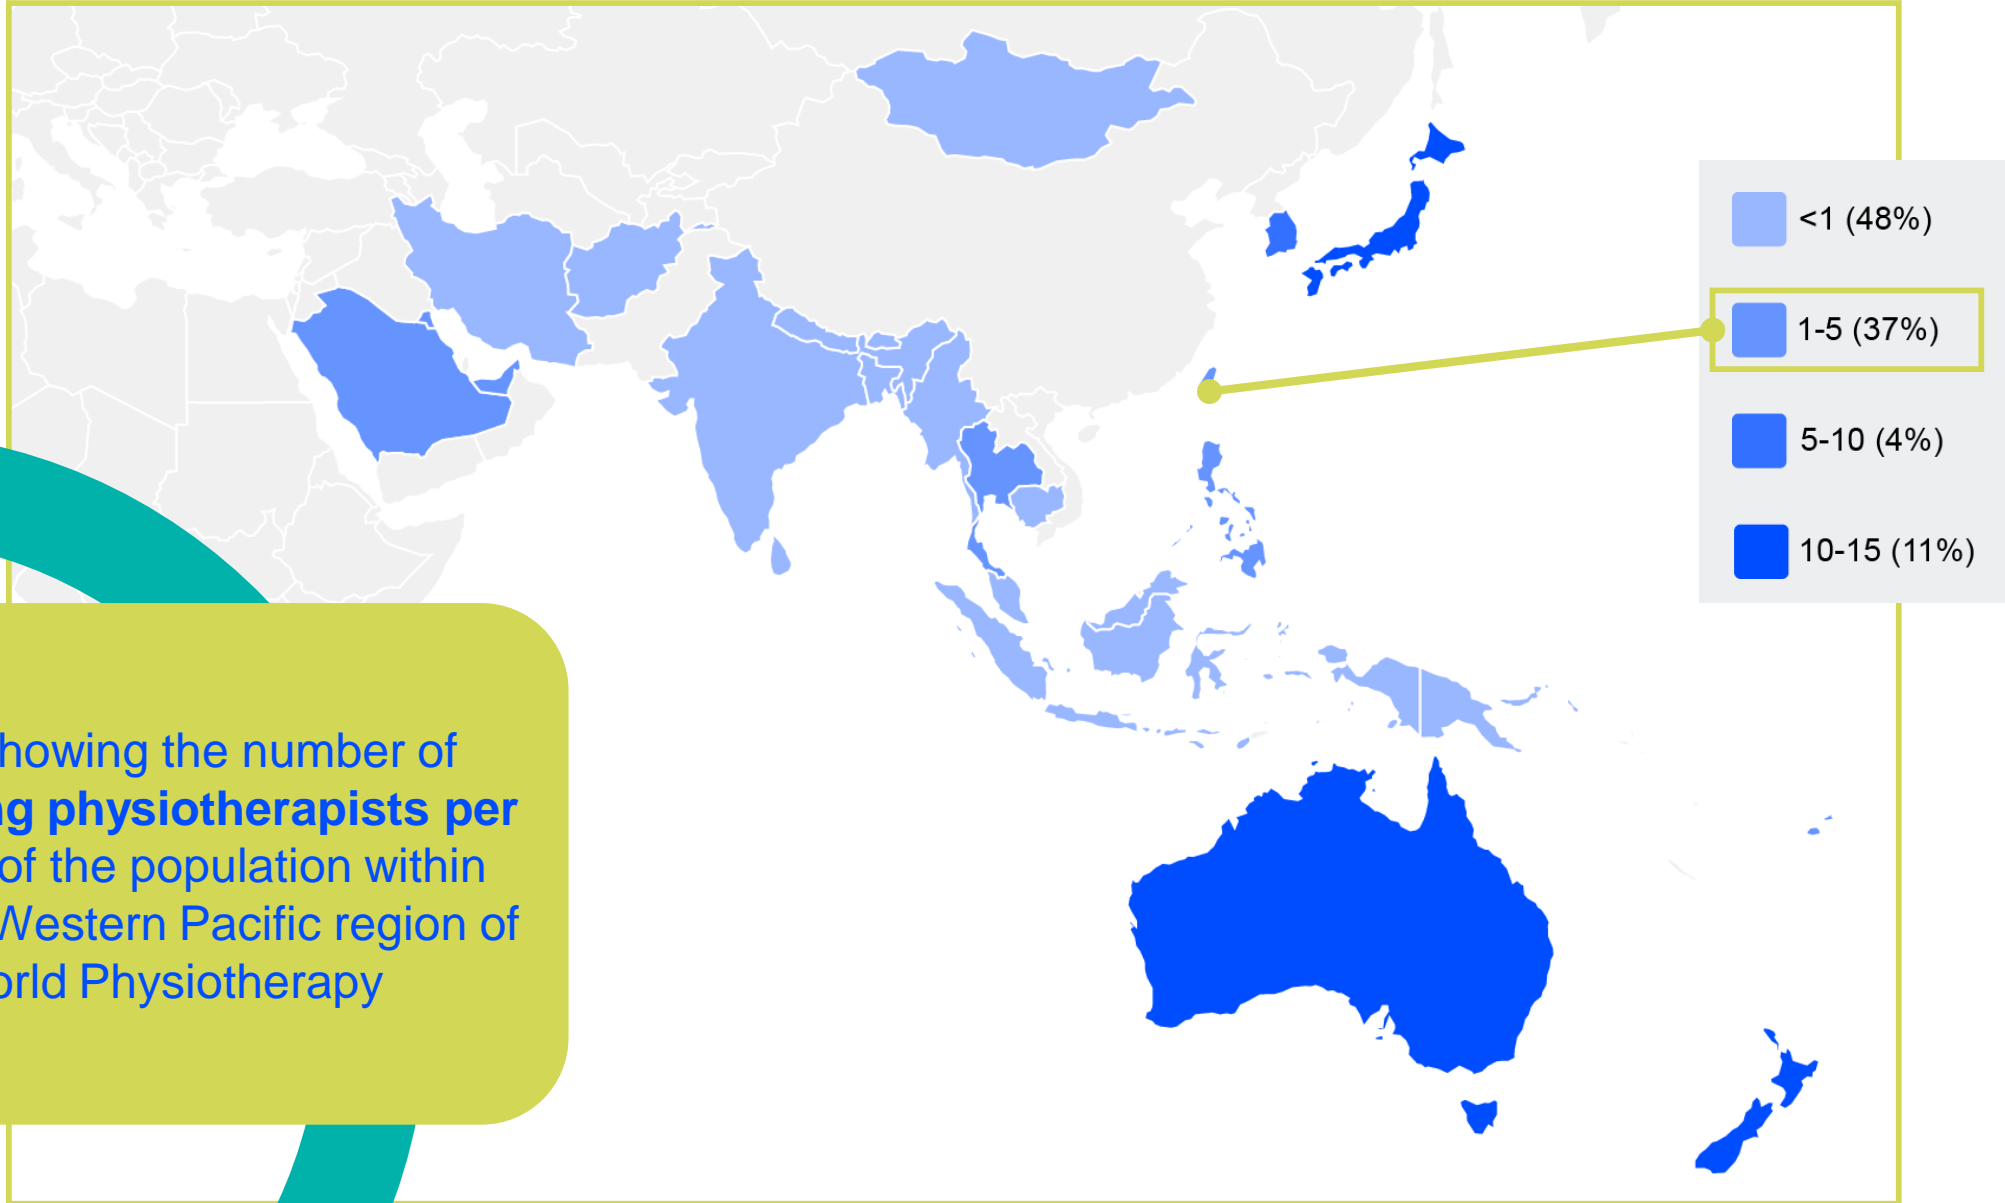 <1 (48%)
1-5 (37%)
5-10 (4%)
10-15 (11%)
howing the number of
ng physiotherapists per
of the population within
Western Pacific region of
orld Physiotherapy